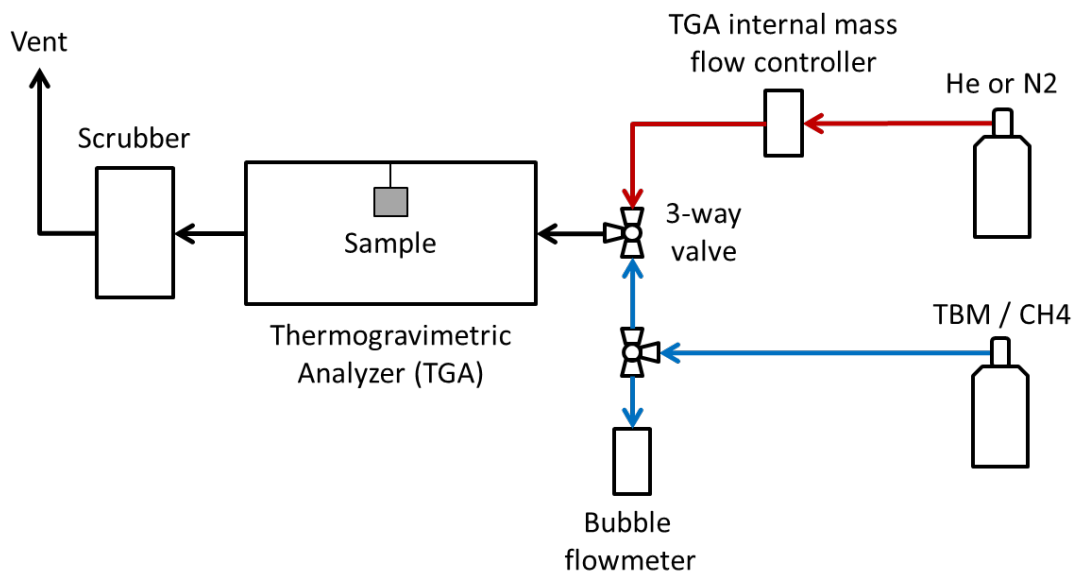 Vent
TGA internal mass
flow controller
He or N2
Scrubber
Sample
3-way
valve
Thermogravimetric
Analyzer (TGA)
TBM / CH4
Bubble
flowmeter